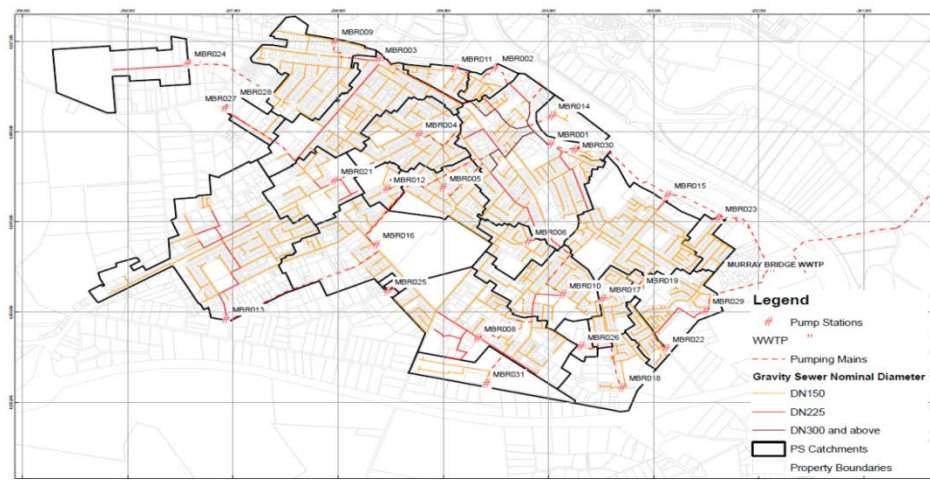 MBR009
MBR024
MBR003
MBR011
MBR002
MBR028
MBR027
MBR014
MBR004
MBR001
MBR030
MBR021
MBR012
MBR005
MBR015
MBR023
MBR006
MBR016
MURRAY BRIDGE WWTP
MBR019
MBR025
MBR010
MBR017
MBR029
MBR013
MBR008
MBR026
MBR022
MBR031
MBR018
Legend
# Pump Stations
WWTP "
Pumping Mains
Gravity Sewer Nominal Diameter
DN150
DN225
DN300 and above
PS Catchments
Property Boundaries